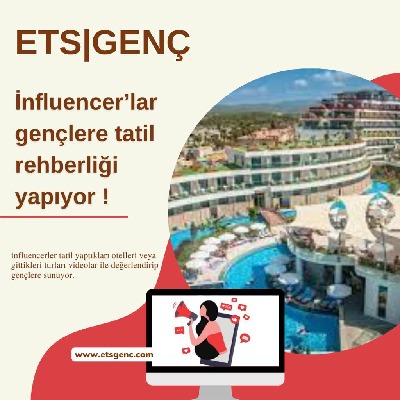 ETS|GENÇ
İnfluencer’lar
gençlere tatil
rehberliği
yapıyor !
influencerler tatil yaptıkları otelleri veya
gittikleri turları videolar ile değerlendirip
gençlere sunuyor.
www.etsgenc.com